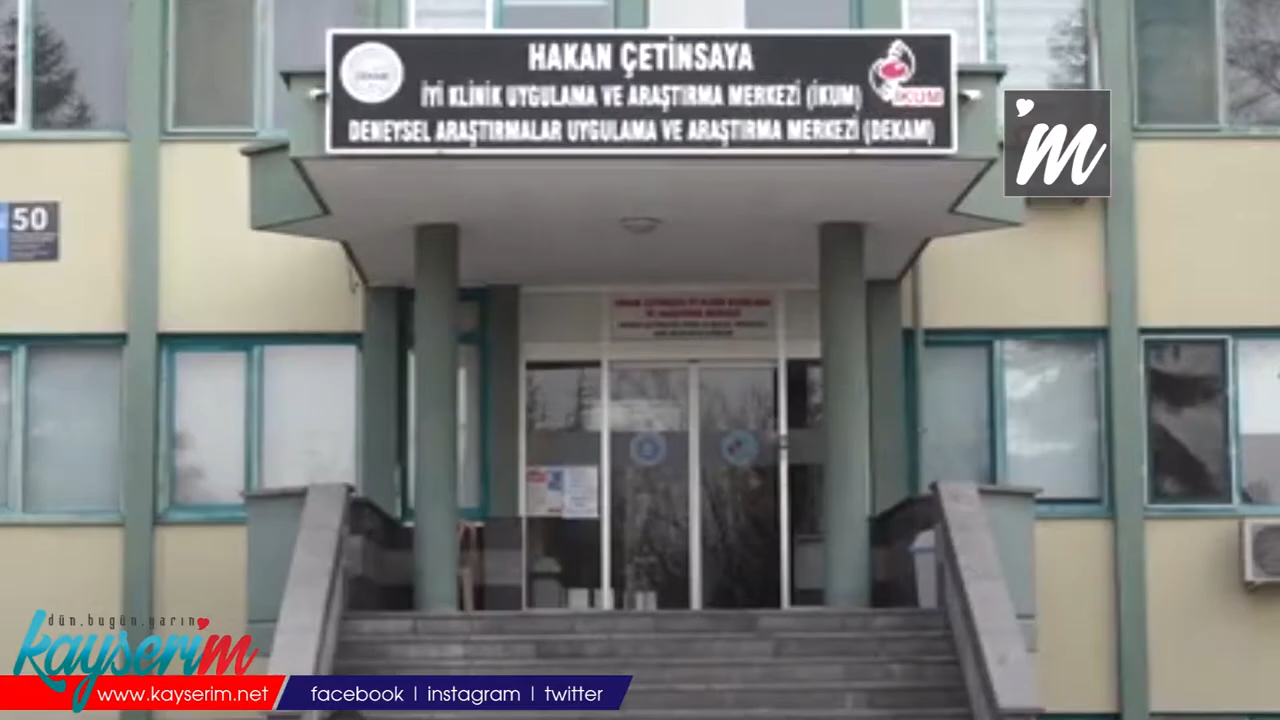 HAKAN ÇETİNSAYA
İYİ KLİNİK UYGULAMA VE ARAŞTIRMA MERKEZİ (İKUM)
İKUM
DENEYSEL ARAŞTIRMALAR UYGULAMA VE ARAŞTIRMA MERKEZİ (DEKAM)
'm
50
dün.bugün.yarın
kayserim
www.kayserim.net
facebook | instagram | twitter